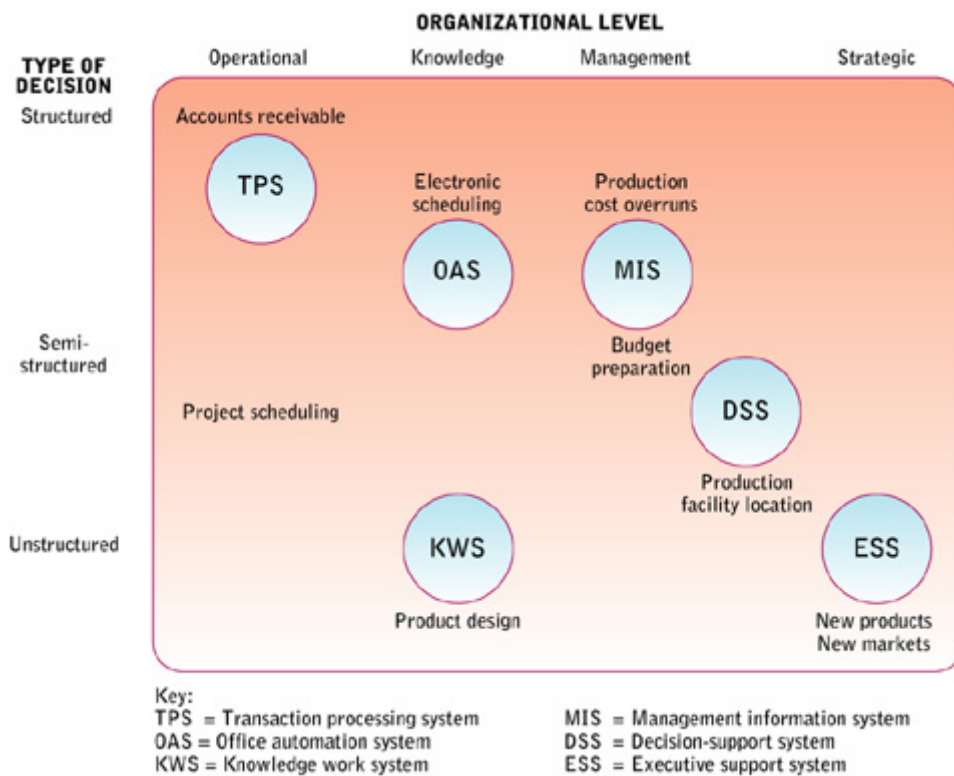 ORGANIZATIONAL LEVEL
TYPE OF
DECISION
Operational
Knowledge
Management
Strategic
Structured
Accounts receivable
TPS
Electronic
scheduling
OAS
Production
cost overruns
MIS
Semi-
structured
Budget
preparation
Project scheduling
DSS
Production
facility location
Unstructured
KWS
Product design
ESS
New products
New markets
Key:
TPS = Transaction processing system
OAS = Office automation system
KWS = Knowledge work system
MIS = Management information system
DSS = Decision-support system
ESS = Executive support system